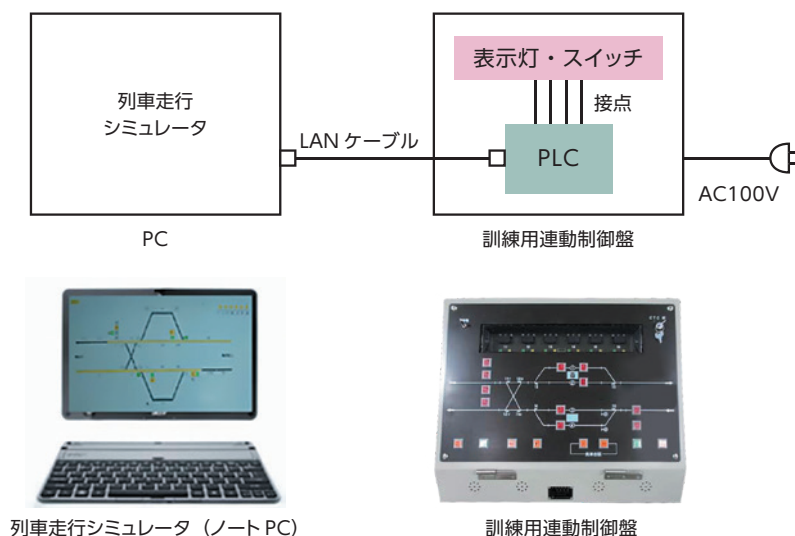 列車走行
シミュレータ
LAN ケーブル
表示灯・スイッチ
接点
PLC
AC100V
PC
訓練用連動制御盤
列車走行シミュレータ（ノート PC）
訓練用連動制御盤